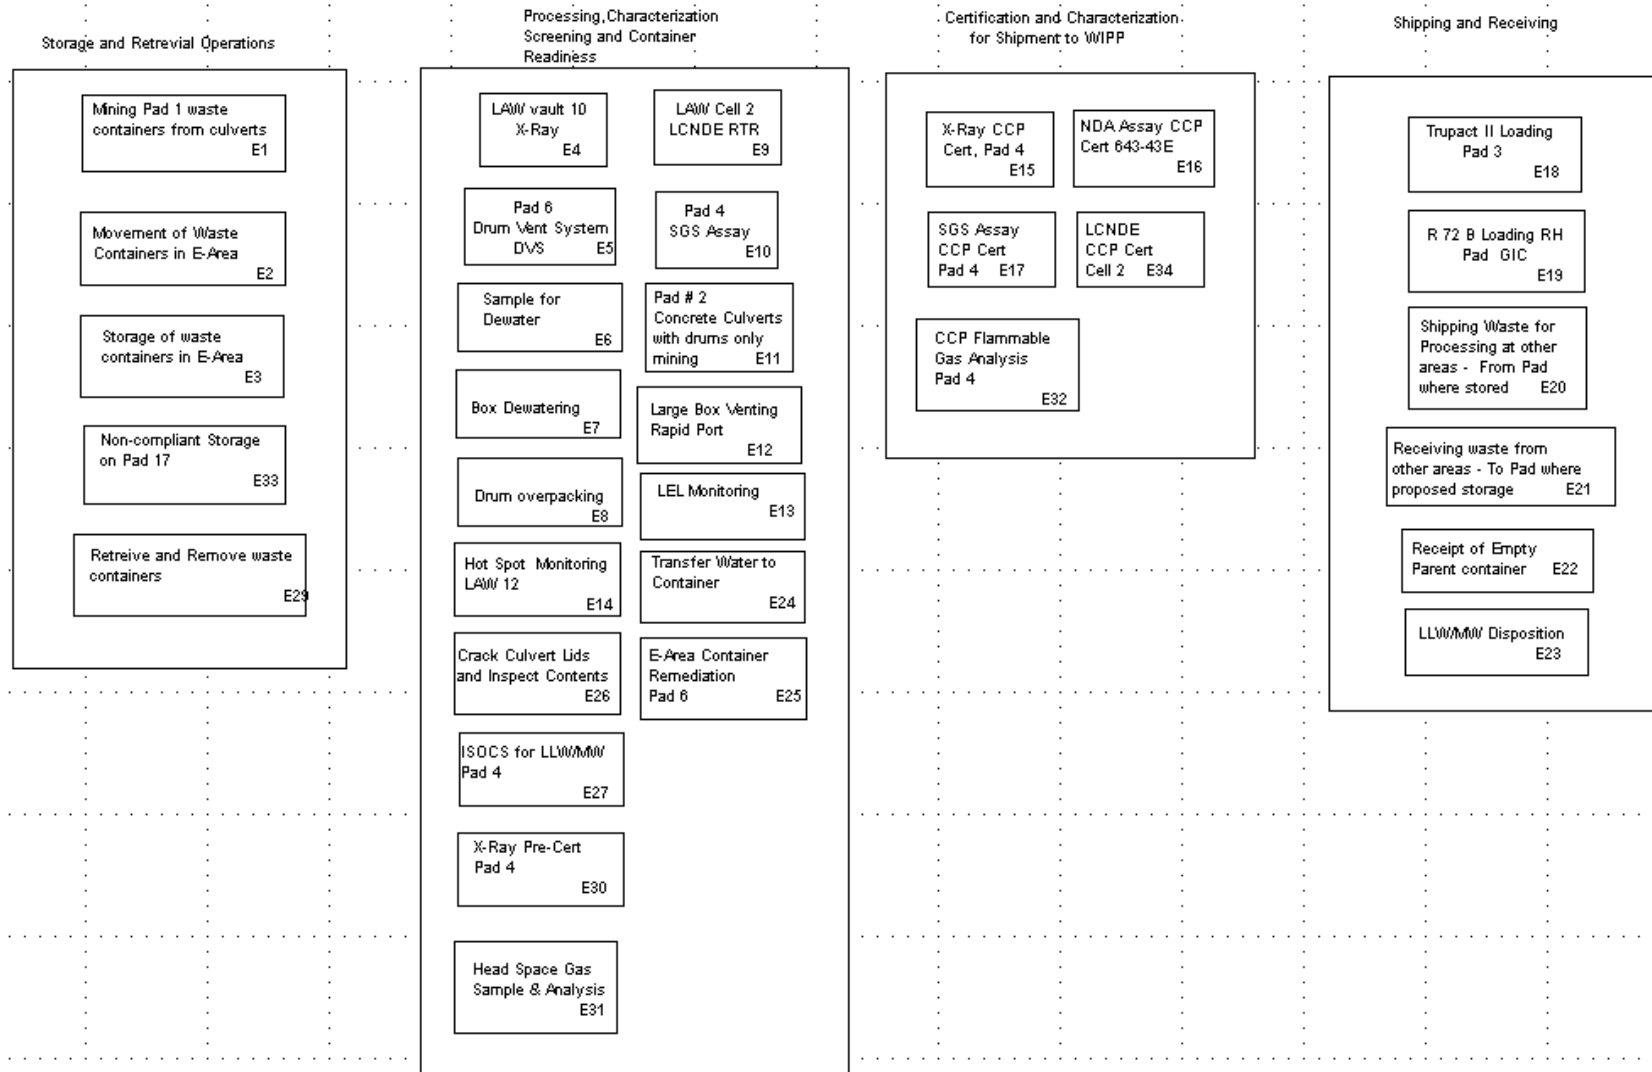 Storage and Retrevial Operations
Mining Pad 1 waste
containers from culverts
E1
Movement of Waste
Containers in E-Area
E2
Storage of waste
containers in E-Area
E3
Non-compliant Storage
on Pad 17
E33
Retreive and Remove waste
containers
E29
Processing,Characterization
Screening and Container
Readiness
LAW vault 10
X-Ray
E4
Pad 6
Drum Vent System
DVS E5
Sample for
Dewater
E6
Box Dewatering
E7
Drum overpacking
E8
Hot Spot Monitoring
LAW 12
E14
Crack Culvert Lids
and Inspect Contents
E26
ISOCS for LLW/MW
Pad 4
E27
X-Ray Pre-Cert
Pad 4
E30
Head Space Gas
Sample & Analysis
E31
LAW Cell 2
LCNDE RTR
E9
Pad 4
SGS Assay
E10
Pad # 2
Concrete Culverts
with drums only
mining E11
Large Box Venting
Rapid Port
E12
LEL Monitoring
E13
Transfer Water to
Container
E24
E-Area Container
Remediation
Pad 6 E25
Certification and Characterization
for Shipment to WIPP
X-Ray CCP
Cert, Pad 4
E15
NDA Assay CCP
Cert 643-43E
E16
SGS Assay
CCP Cert
Pad 4 E17
LCNDE
CCP Cert
Cell 2 E34
CCP Flammable
Gas Analysis
Pad 4
E32
Shipping and Receiving
Trupact II Loading
Pad 3
E18
R 72 B Loading RH
Pad GIC
E19
Shipping Waste for
Processing at other
areas - From Pad
where stored E20
Receiving waste from
other areas - To Pad where
proposed storage E21
Receipt of Empty
Parent container E22
LLW/MW Disposition
E23